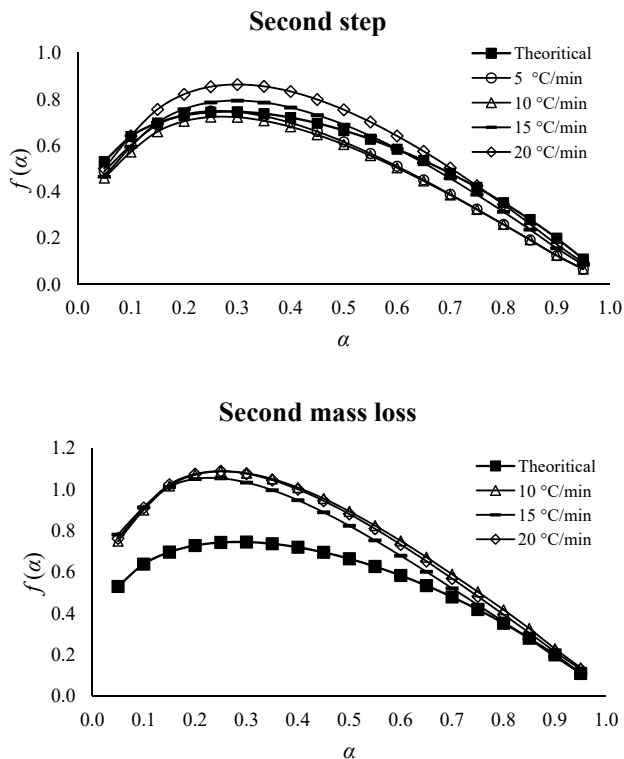 Second step
1.0
0.8
0.6
0.4
0.2
0.0
f (α)
Theoritical
5 °C/min
10 °C/min
15 °C/min
20 °C/min
0.0 0.1 0.2 0.3 0.4 0.5 0.6 0.7 0.8 0.9 1.0
α
Second mass loss
1.2
1.0
0.8
0.6
0.4
0.2
0.0
f (α)
Theoritical
10 °C/min
15 °C/min
20 °C/min
0.0 0.1 0.2 0.3 0.4 0.5 0.6 0.7 0.8 0.9 1.0
α